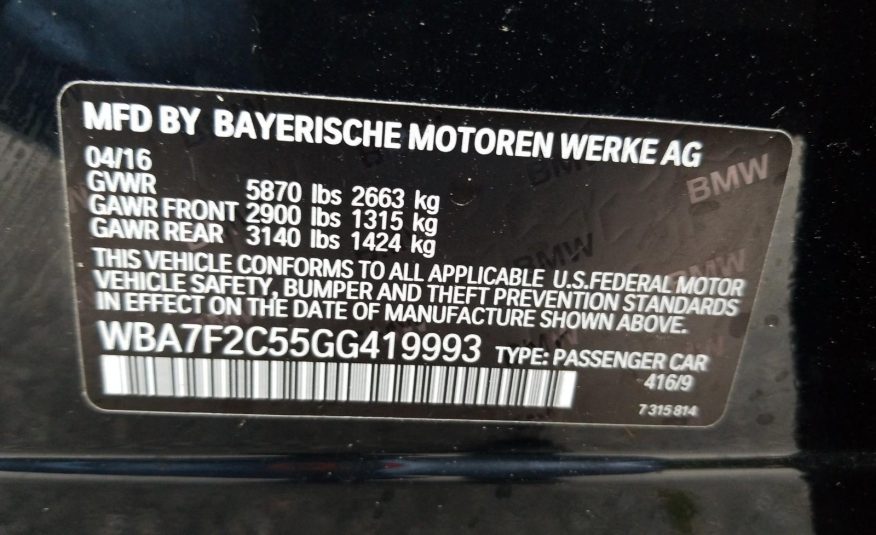 MFD BY BAYERISCHE MOTOREN WERKE AG
04/16
GVWR 5870 lbs 2663 kg
GAWR FRONT 2900 lbs 1315 kg
GAWR REAR 3140 lbs 1424 kg
THIS VEHICLE CONFORMS TO ALL APPLICABLE U.S.FEDERAL MOTOR
VEHICLE SAFETY, BUMPER AND THEFT PREVENTION STANDARDS
IN EFFECT ON THE DATE OF MANUFACTURE SHOWN ABOVE.
WBA7F2C55GG419993 TYPE: PASSENGER CAR
416/9
7 315 814
BMW
BMW
BMW